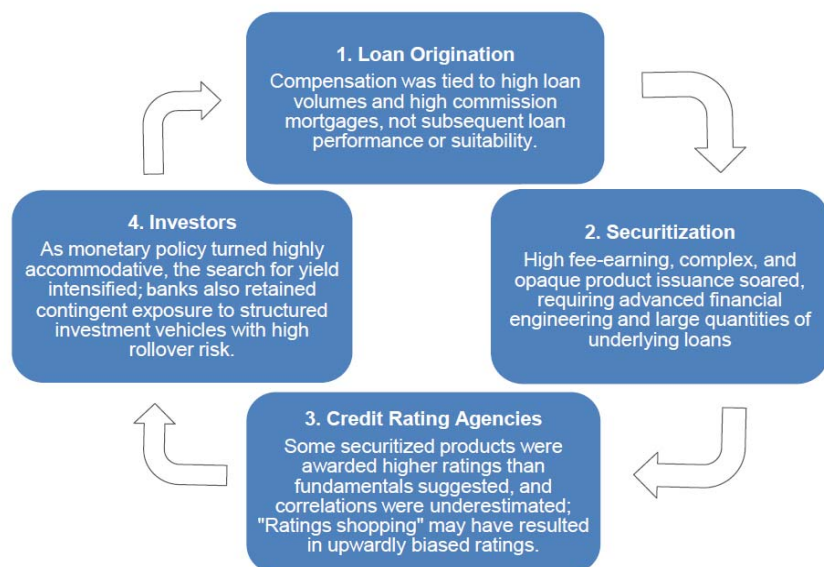 1. Loan Origination
Compensation was tied to high loan
volumes and high commission
mortgages, not subsequent loan
performance or suitability.
2. Securitization
High fee-earning, complex, and
opaque product issuance soared,
requiring advanced financial
engineering and large quantities of
underlying loans
3. Credit Rating Agencies
Some securitized products were
awarded higher ratings than
fundamentals suggested, and
correlations were underestimated;
"Ratings shopping" may have resulted
in upwardly biased ratings.
4. Investors
As monetary policy turned highly
accommodative, the search for yield
intensified; banks also retained
contingent exposure to structured
investment vehicles with high
rollover risk.